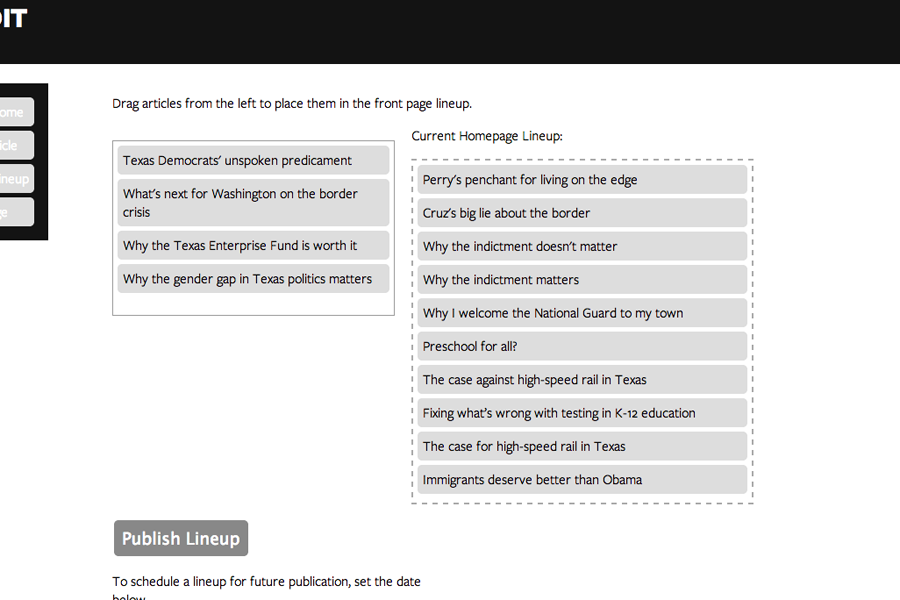 IT
Drag articles from the left to place them in the front page lineup.
Current Homepage Lineup:
Texas Democrats' unspoken predicament
What's next for Washington on the border
crisis
Why the Texas Enterprise Fund is worth it
Why the gender gap in Texas politics matters
Perry's penchant for living on the edge
Cruz's big lie about the border
Why the indictment doesn't matter
Why the indictment matters
Why I welcome the National Guard to my town
Preschool for all?
The case against high-speed rail in Texas
Fixing what's wrong with testing in K-12 education
The case for high-speed rail in Texas
Immigrants deserve better than Obama
Publish Lineup
To schedule a lineup for future publication, set the date
below